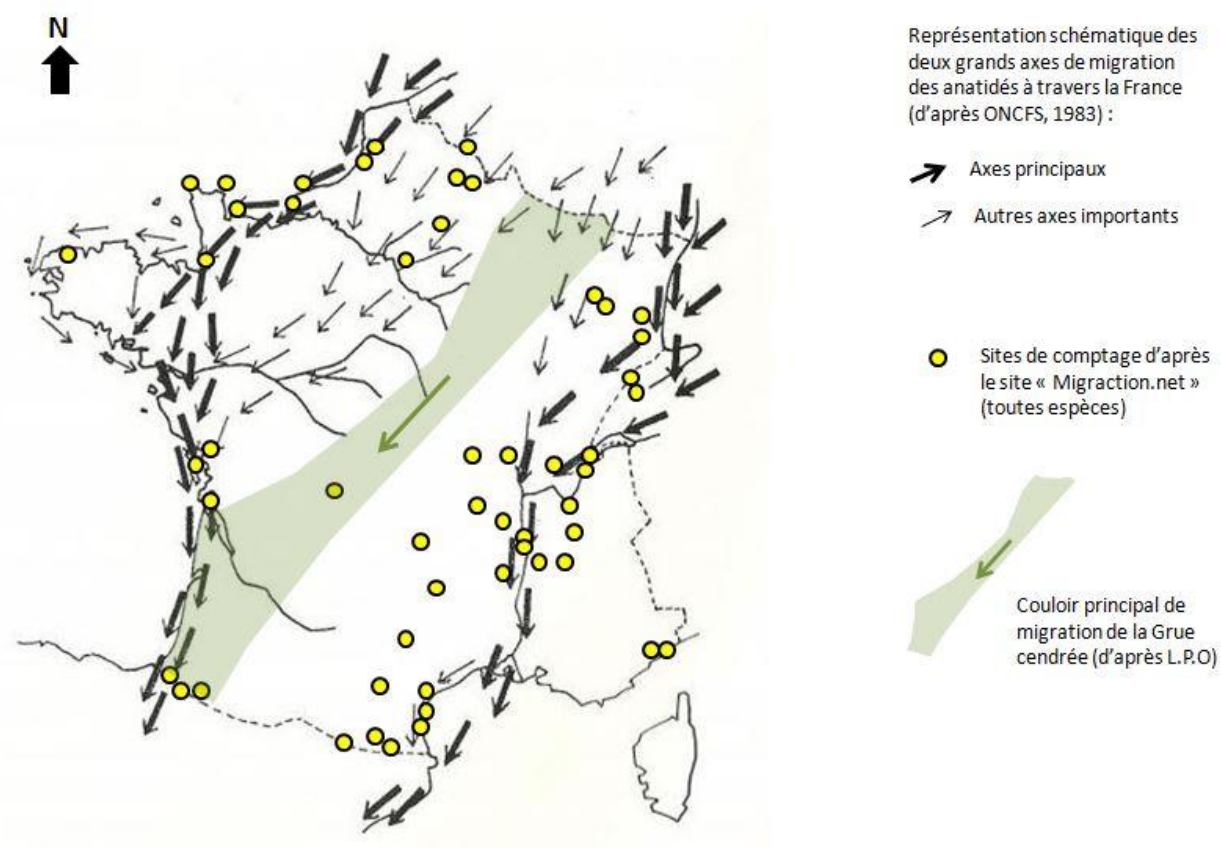 N
Représentation schématique des
deux grands axes de migration
des anatidés à travers la France
(d'après ONCFS, 1983) :
Axes principaux
Autres axes importants
Sites de comptage d'après
le site « Migraction.net »
(toutes espèces)
Couloir principal de
migration de la Grue
cendrée (d'après L.P.O)